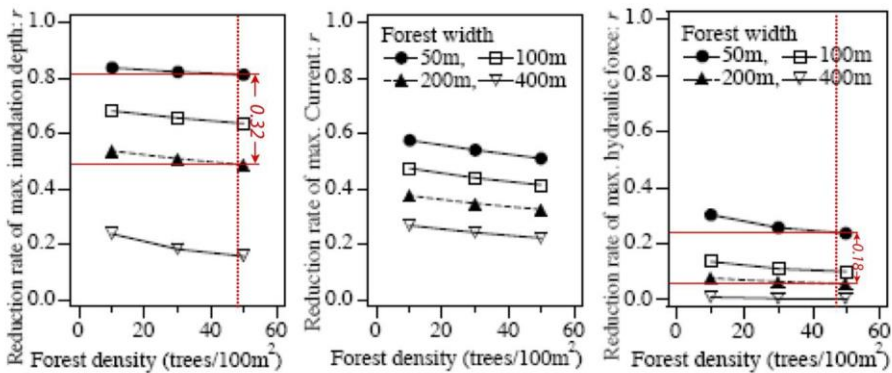 Reduction rate of max. inundation depth: r
1.0
0.8
0.6
0.4
0.2
0.0
0.32
0 20 40 60
Forest density (trees/100m2)
Reduction rate of max. Current: r
1.0
0.8
0.6
0.4
0.2
0.0
Forest width
50m, 100m
200m, 400m
0 20 40 60
Forest density (trees/100m2)
Reduction rate of max. hydraulic force: r
1.0
0.8
0.6
0.4
0.2
0.0
Forest width
50m, 100m
200m, 400m
0.18
0 20 40 60
Forest density (trees/100m2)